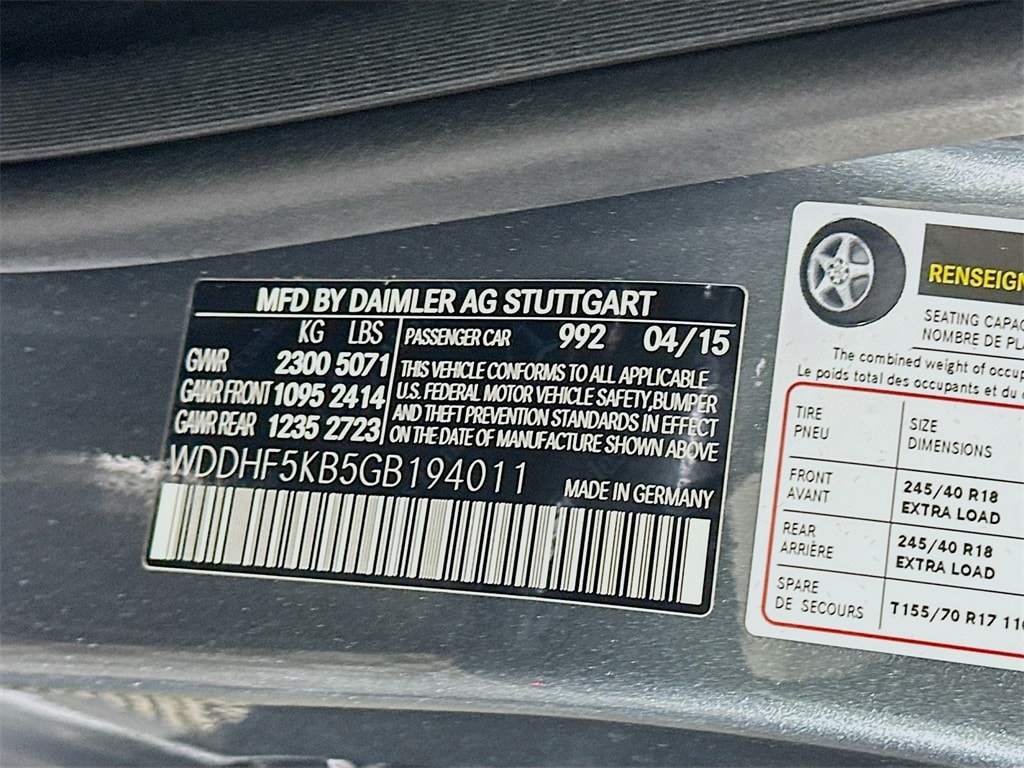 MFD BY DAIMLER AG STUTTGART
KG LBS
GVWR 2300 5071
GAWR FRONT 1095 2414
GAWR REAR 1235 2723
PASSENGER CAR 992 04/15
THIS VEHICLE CONFORMS TO ALL APPLICABLE
U.S. FEDERAL MOTOR VEHICLE SAFETY,BUMPER
AND THEFT PREVENTION STANDARDS IN EFFECT
ON THE DATE OF MANUFACTURE SHOWN ABOVE
WDDHF5KB5GB194011
MADE IN GERMANY
SEATING
NOMBRE DE
The combined weight of
Le poids total des occupants et du
TIRE
PNEU
SIZE
DIMENSIONS
FRONT
AVANT
245/40 R18
EXTRA LOAD
REAR
ARRIÈRE
245/40 R18
EXTRA LOAD
SPARE
DE SECOURS
T155/70 R17